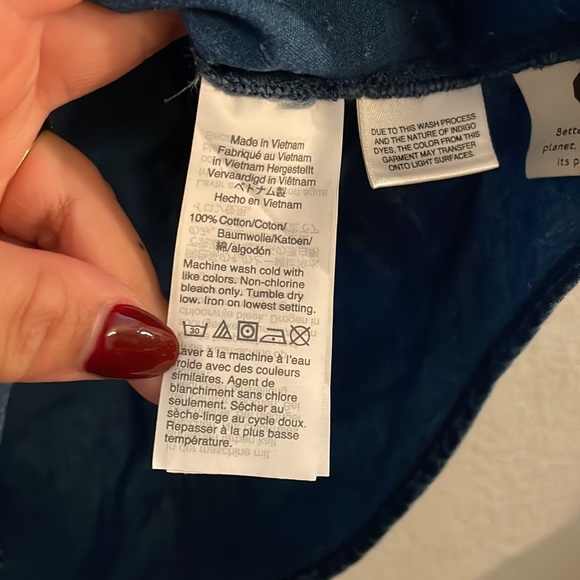 Made in Vietnam
Fabriqué au Vietnam
in Vietnam Hergestellt
Vervaardigd in Viêtnam
ベトナム製
Hecho en Vietnam
100% Cotton/Coton/
Baumwolle/Katoen/
綿/algodón
Machine wash cold with
like colors. Non-chlorine
bleach only. Tumble dry
low. Iron on lowest setting.
30
Laver à la machine à l'eau
froide avec des couleurs
similaires. Agent de
blanchiment sans chlore
seulement. Sécher au
sèche-linge au cycle doux.
Repasser à la plus basse
température.
DUE TO THIS WASH PROCESS
AND THE NATURE OF INDIGO
DYES, THE COLOR FROM THIS
GARMENT MAY TRANSFER
ONTO LIGHT SURFACES.
Bette
planet,
its p